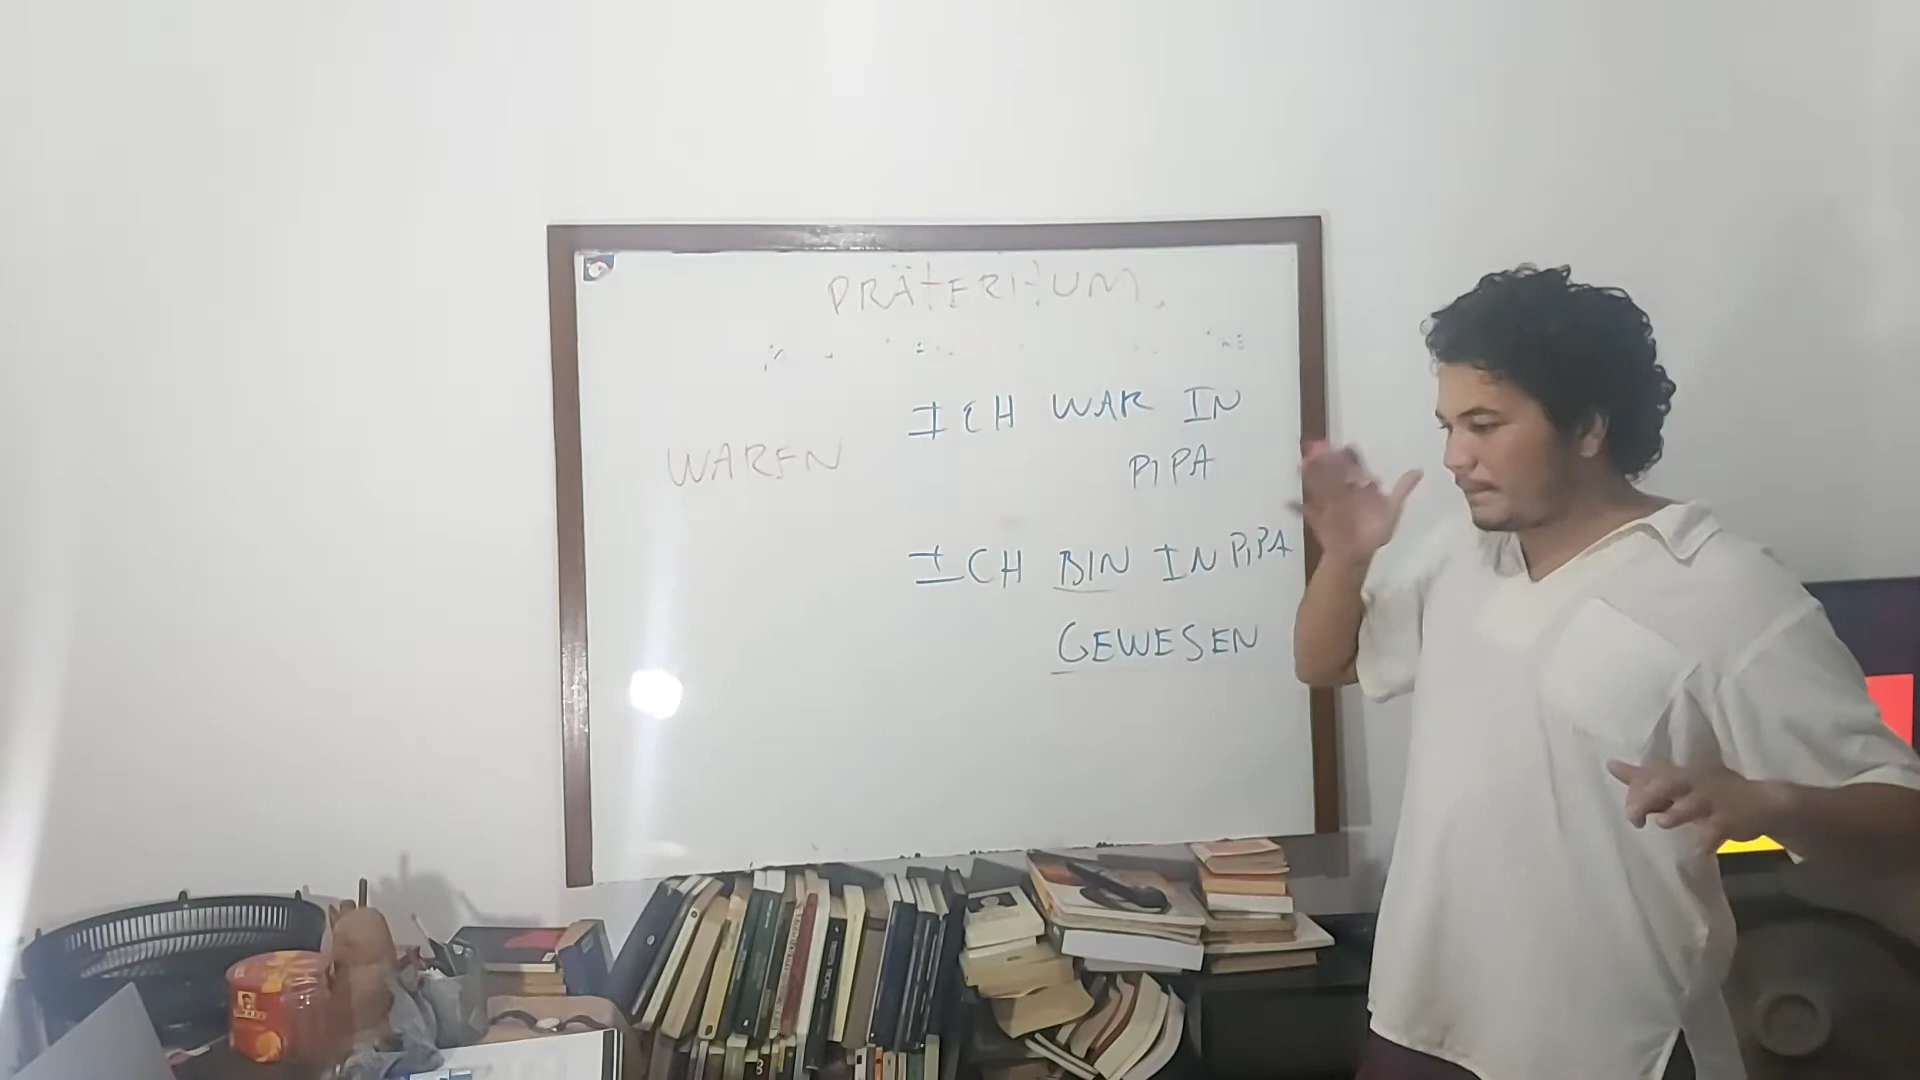 PRÄTERITUM
ICH WAR IN
PIPA
WAREN
ICH BIN IN PIPA
GEWESEN